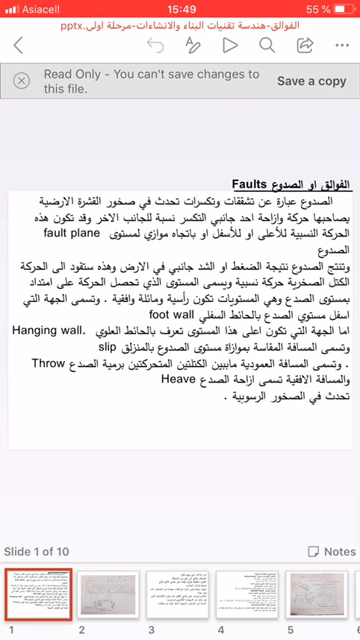 Asiacell
15:49
55 %
الفوالق-هندسة تقنيات البناء والانشاءات-مرحلة اولى.pptx
Read Only - You can't save changes to this file.
Save a copy
الفوالق او الصدوع Faults
الصدوع عبارة عن تشققات وتكسرات تحدث في صخور القشرة الارضية
يصاحبها حركة وازاحة احد جانبي التكسر نسبة للجانب الاخر وقد تكون هذه
الحركة النسبية للأعلى او للأسفل او باتجاه موازي لمستوى fault plane
الصدوع
وتنتج الصدوع نتيجة الضغط او الشد جانبي في الارض وهذه ستقود الى الحركة
الكتل الصخرية حركة نسبية ويسمى المستوى الذي تحصل الحركة على امتداد
بمستوى الصدع وهي المستويات تكون رأسية ومائلة وافقية . وتسمى الجهة التي
اسفل مستوي الصدع بالحائط السفلي foot wall
اما الجهة التي تكون اعلى هذا المستوى تعرف بالحائط العلوي .Hanging wall
وتسمى المسافة المقاسة بموازاة مستوى الصدوع بالمنزلق slip
. وتسمى المسافة العمودية مابيين الكتلتين المتحركتين برمية الصدع Throw
والمسافة الافقية تسمى ازاحة الصدع Heave
تحدث في الصخور الرسوبية .
Slide 1 of 10
Notes
1
2
3
4
5
6